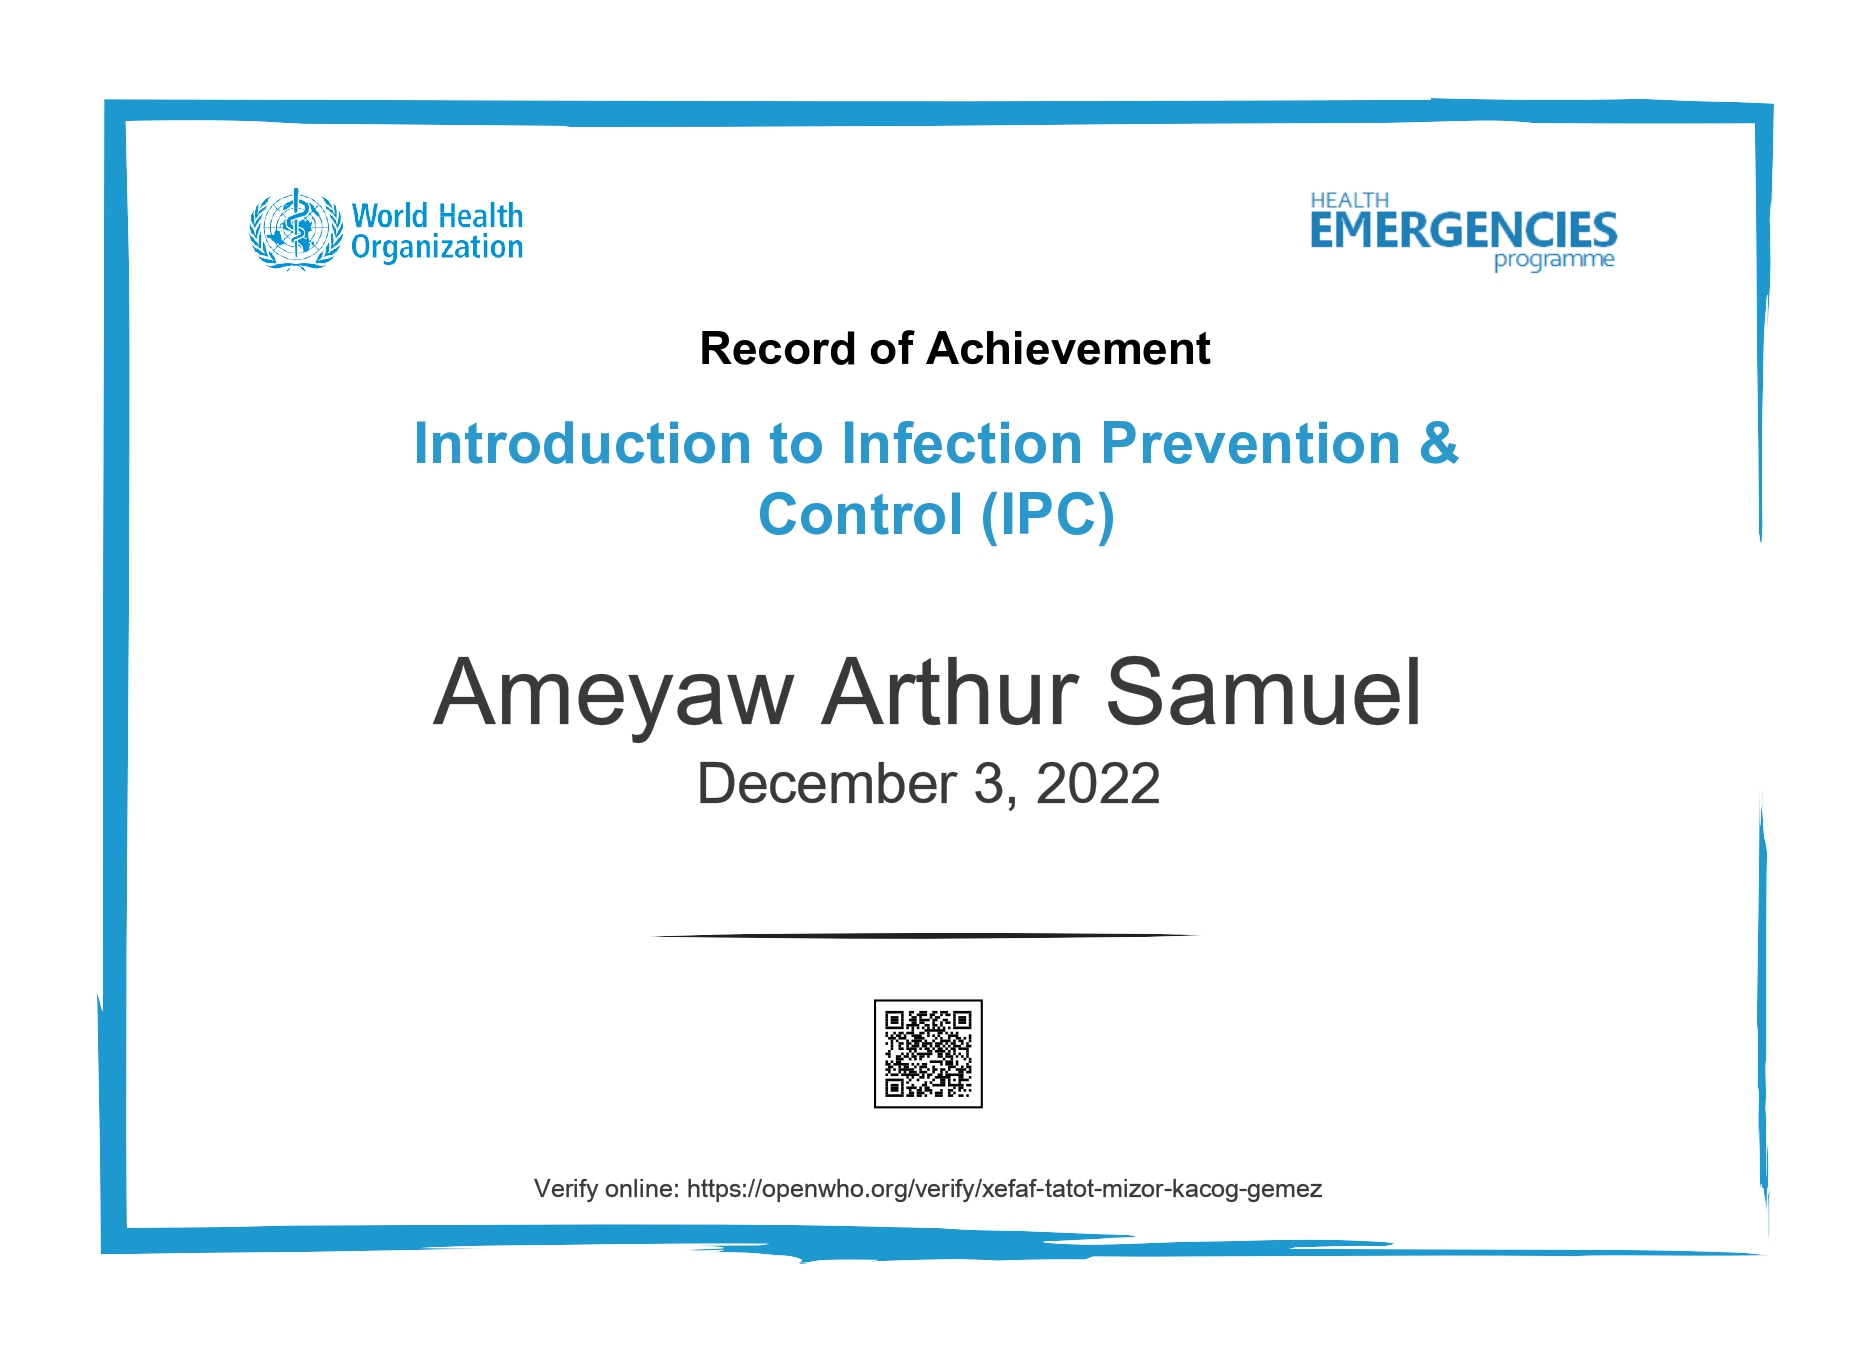 World Health
Organization
HEALTH
EMERGENCIES
programme
Record of Achievement
Introduction to Infection Prevention &
Control (IPC)
Ameyaw Arthur Samuel
December 3, 2022
Verify online: https://openwho.org/verify/xefaf-tatot-mizor-kacog-gemez